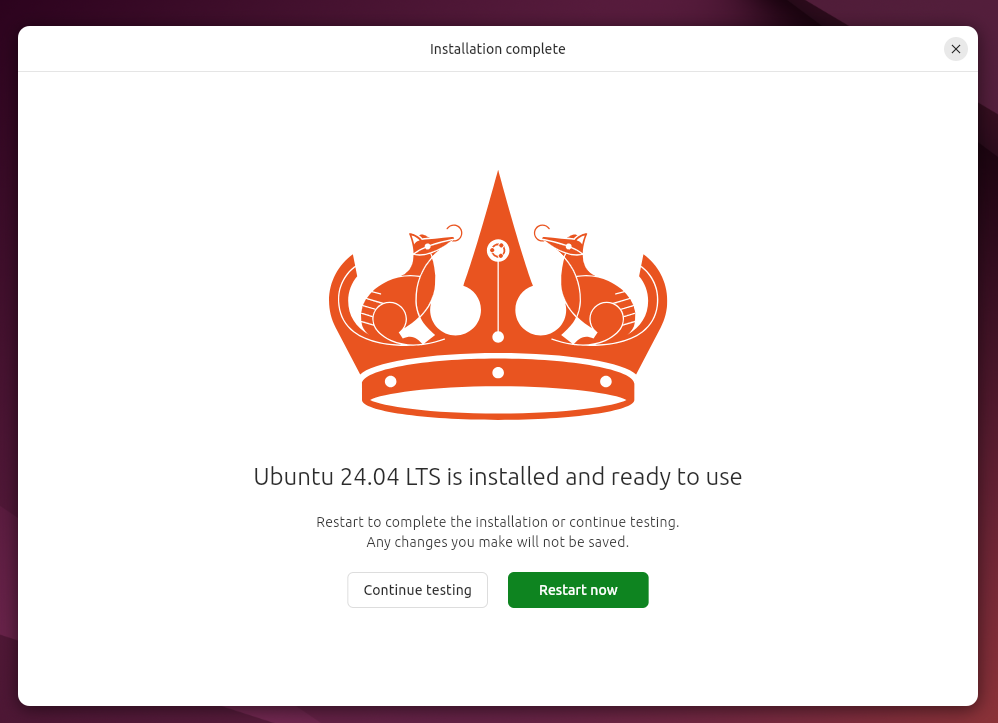 Installation complete
Ubuntu 24.04 LTS is installed and ready to use
Restart to complete the installation or continue testing.
Any changes you make will not be saved.
Continue testing
Restart now